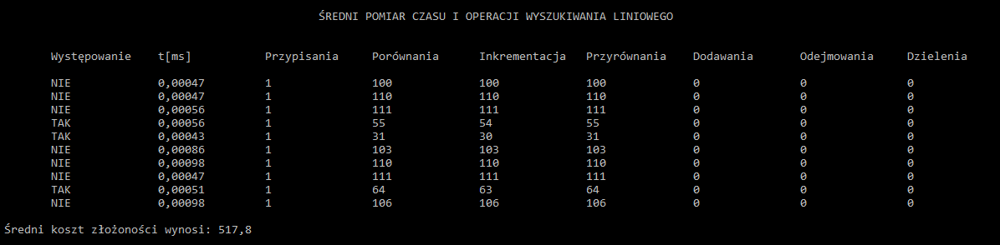 ŚREDNI POMIAR CZASU I OPERACJI WYSZUKIWANIA LINIOWEGO
Występowanie t[ms] Przypisania Porównania Inkrementacja Przyrównania Dodawania Odejmowania Dzielenia
NIE 0,00047 1 100 100 100 0 0 0
NIE 0,00047 1 110 110 110 0 0 0
NIE 0,00056 1 111 111 111 0 0 0
TAK 0,00056 1 55 54 55 0 0 0
TAK 0,00043 1 31 30 31 0 0 0
NIE 0,00086 1 103 103 103 0 0 0
NIE 0,00098 1 110 110 110 0 0 0
NIE 0,00047 1 111 111 111 0 0 0
TAK 0,00051 1 64 63 64 0 0 0
NIE 0,00098 1 106 106 106 0 0 0
Średni koszt złożoności wynosi: 517,8